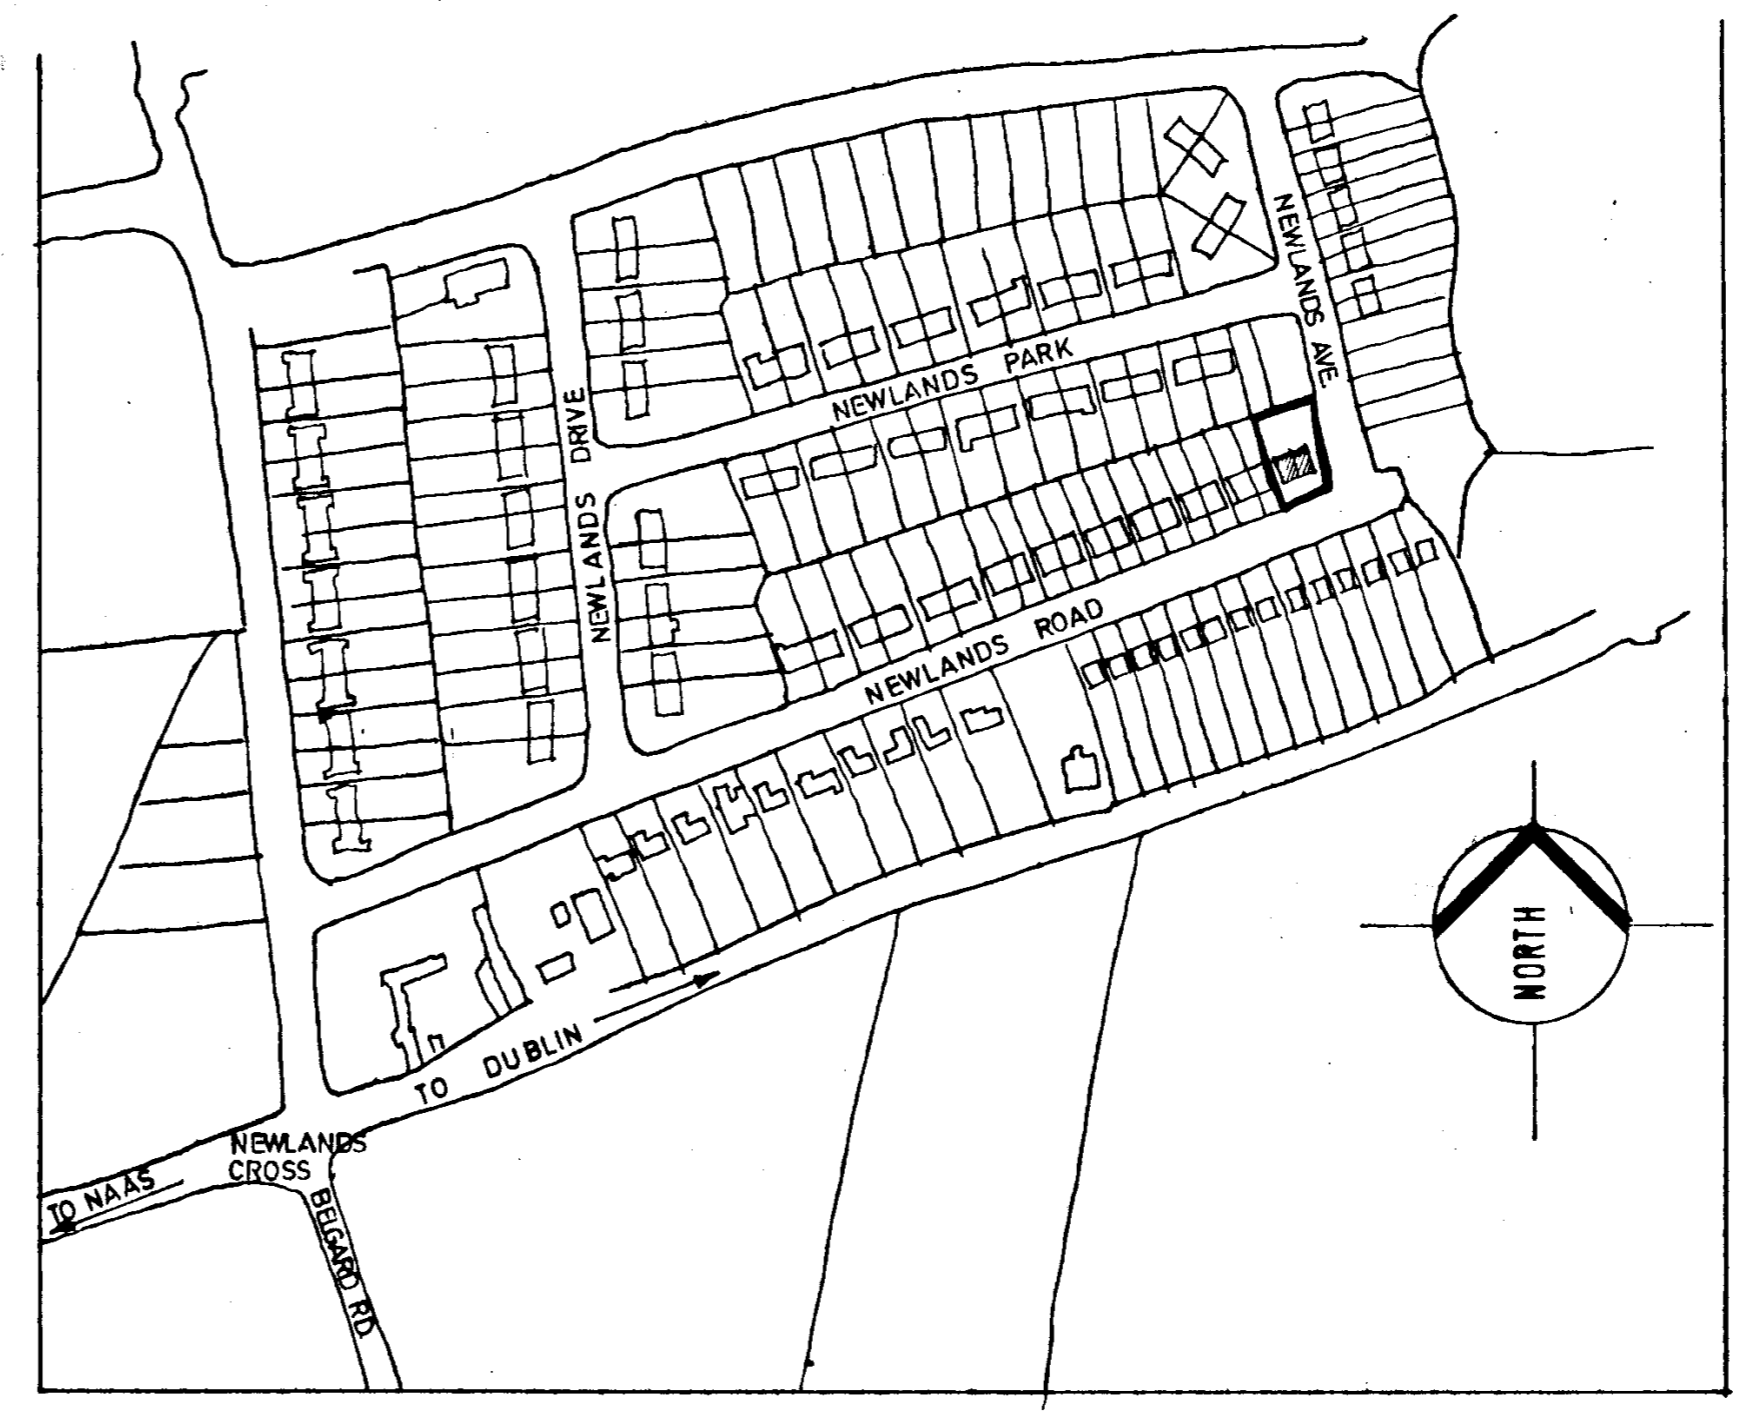 NEWLANDS AVE.
NEWLANDS PARK
NEWLANDS DRIVE
NEWLANDS ROAD
NORTH
TO DUBLIN
NEWLANDS
CROSS
TO NAAS
BELGARD RD.